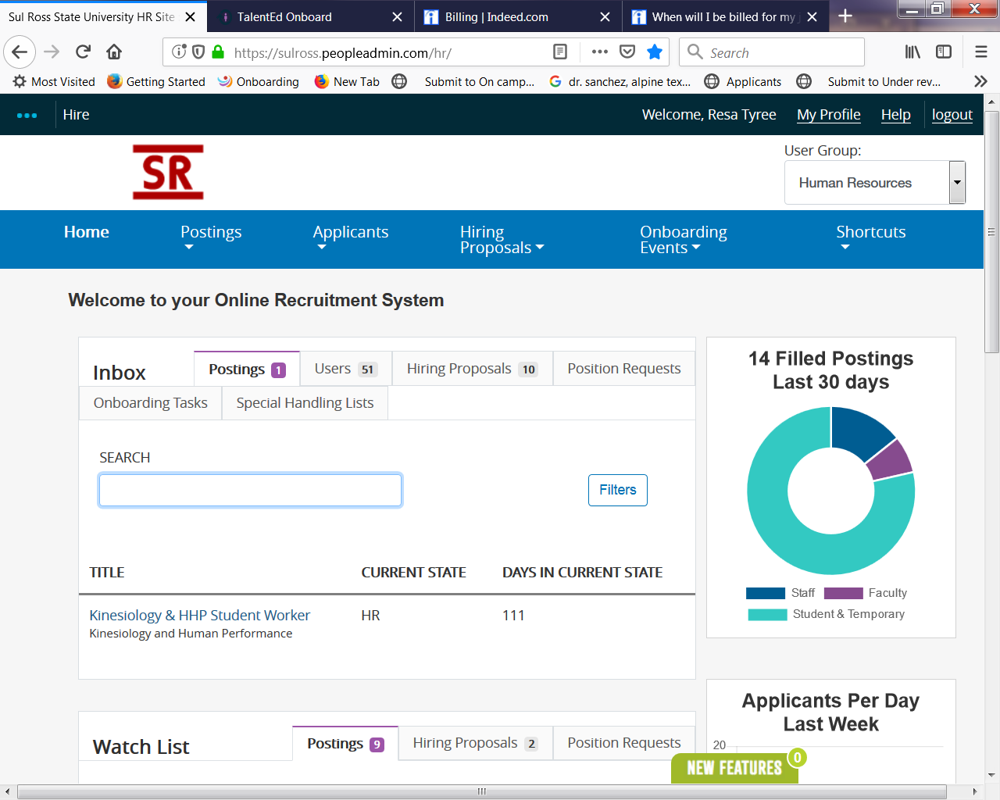 Sul Ross State University HR Site
TalentEd Onboard
Billing | Indeed.com
When will I be billed for my
https://sulross.peopleadmin.com/hr/
Search
Most Visited
Getting Started
Onboarding
New Tab
Submit to On camp...
dr. sanchez, alpine tex...
Applicants
Submit to Under rev...
Hire
Welcome, Resa Tyree
My Profile
Help
logout
SR
User Group:
Human Resources
Home
Postings
Applicants
Hiring
Proposals
Onboarding
Events
Shortcuts
Welcome to your Online Recruitment System
Inbox
Postings 1
Users 51
Hiring Proposals 10
Position Requests
Onboarding Tasks
Special Handling Lists
SEARCH
Filters
TITLE
CURRENT STATE
DAYS IN CURRENT STATE
Kinesiology & HHP Student Worker
HR
111
Kinesiology and Human Performance
14 Filled Postings
Last 30 days
Staff
Faculty
Student & Temporary
Watch List
Postings 9
Hiring Proposals 2
Position Requests
Applicants Per Day
Last Week
20
NEW FEATURES
0